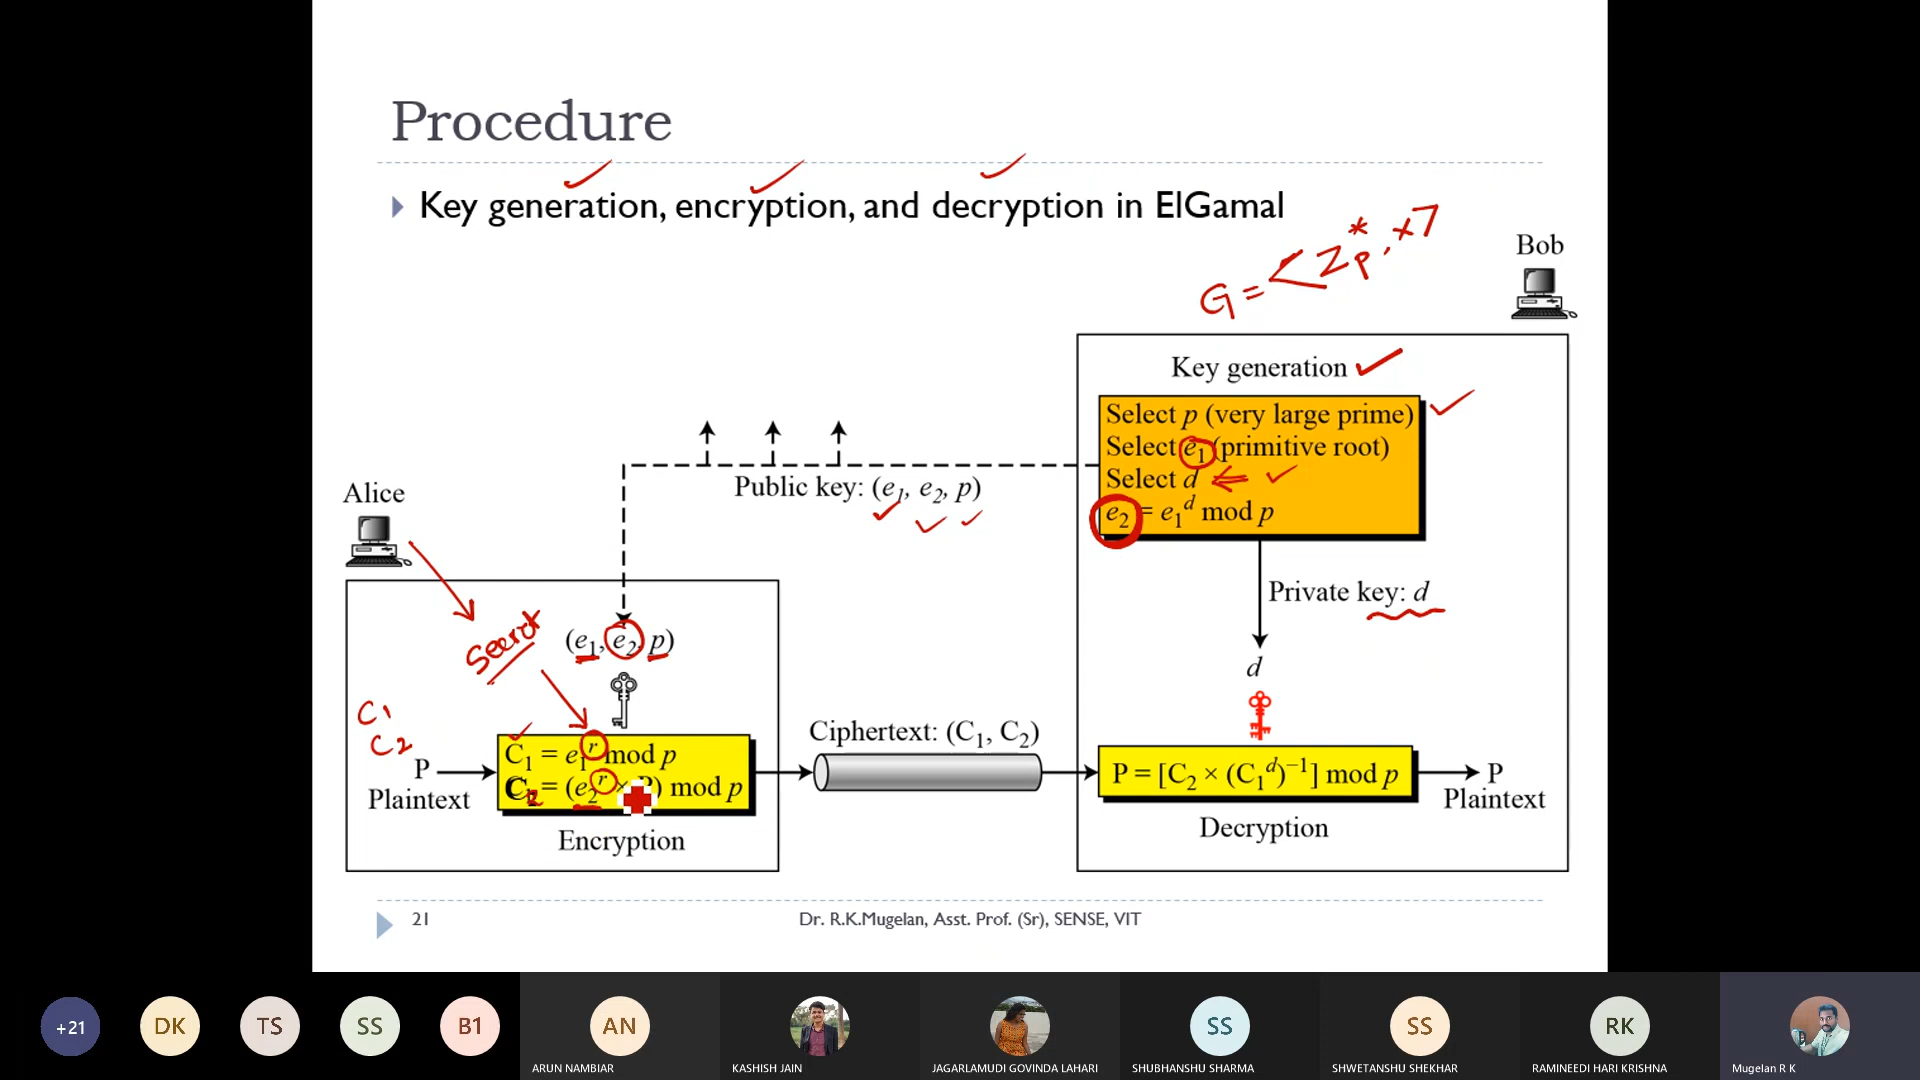 Procedure
Key generation, encryption, and decryption in ElGamal
G = <Zp*, x>
Bob
Key generation
Select p (very large prime)
Select e1 (primitive root)
Select d
e2 = e1^d mod p
Public key: (e1, e2, p)
Alice
Private key: d
Secret
(e1, e2, p)
d
C1
C2
P
Plaintext
C1 = e1^r mod p
C2 = (e2^r × P) mod p
Encryption
Ciphertext: (C1, C2)
P = [C2 × (C1^d)^−1] mod p
Decryption
P
Plaintext
21
Dr. R.K.Mugelan, Asst. Prof. (Sr), SENSE, VIT
+21
DK
TS
SS
B1
AN
ARUN NAMBIAR
KASHISH JAIN
JAGARLAMUDI GOVINDA LAHARI
SS
SHUBHANSHU SHARMA
SS
SHWETANSHU SHEKHAR
RK
RAMINEEDI HARI KRISHNA
Mugelan R K